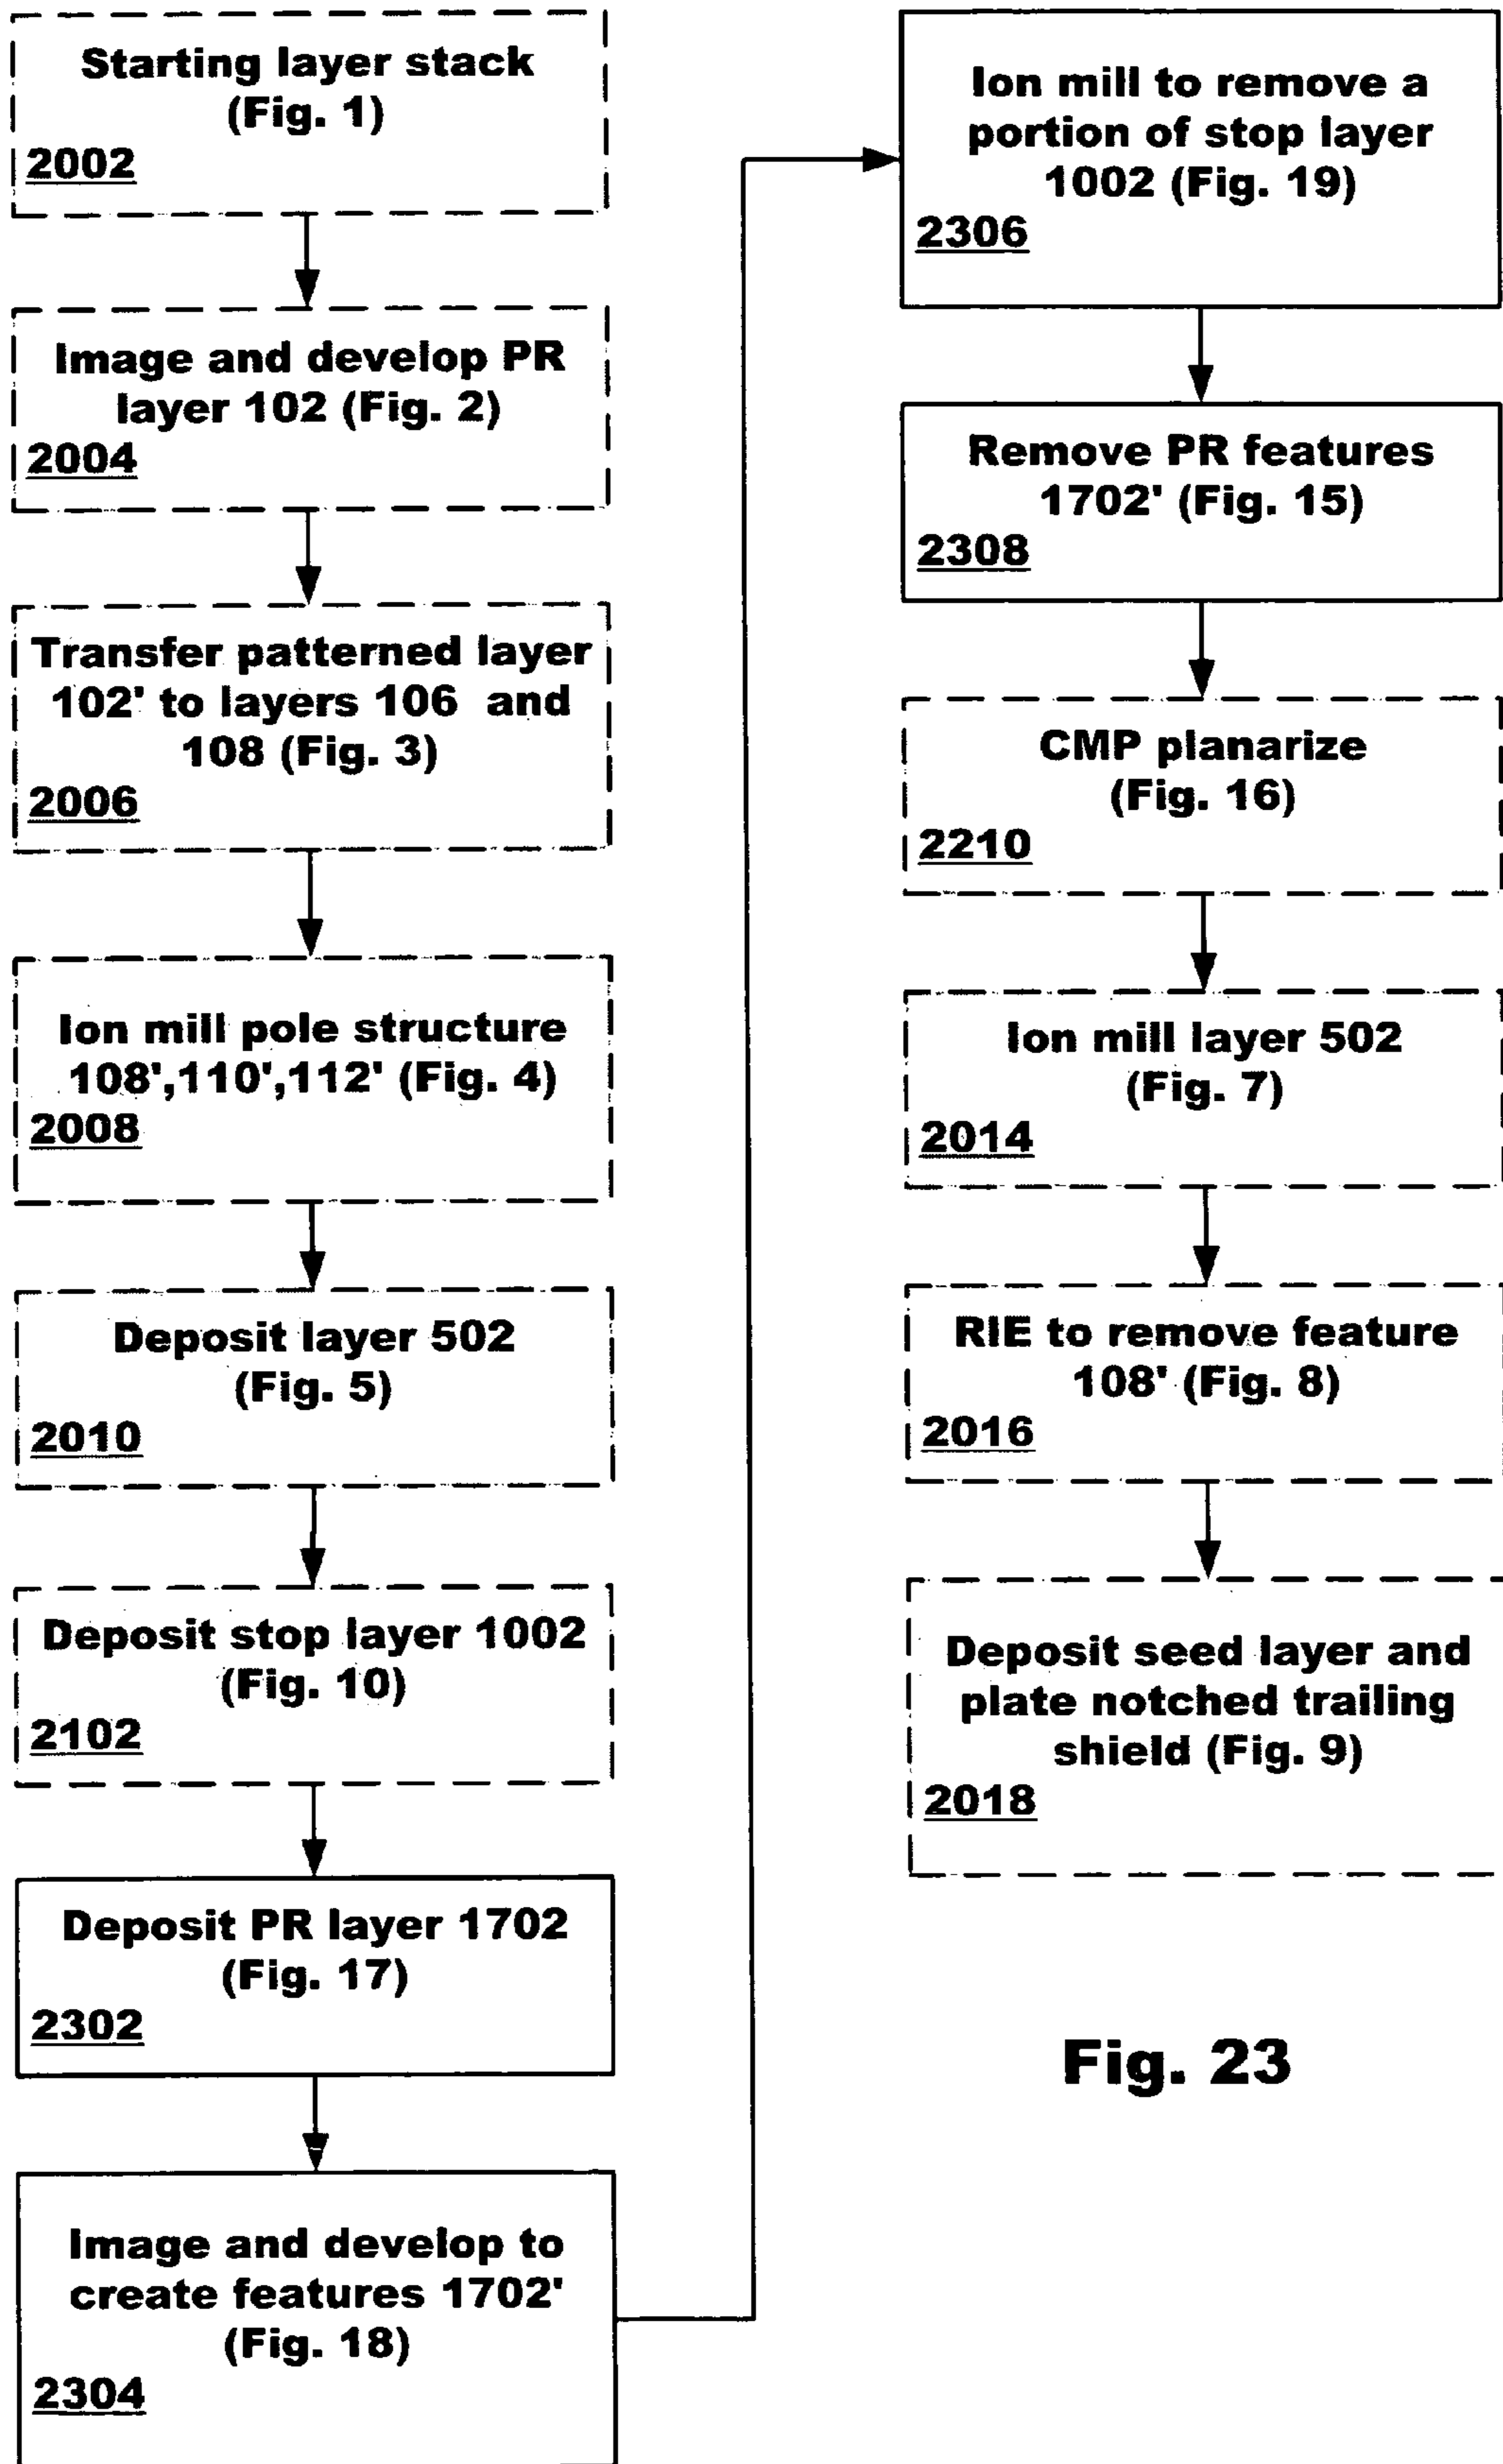 Starting layer stack
(Fig. 1)
2002
Image and develop PR
layer 102 (Fig. 2)
2004
Transfer patterned layer
102' to layers 106 and
108 (Fig. 3)
2006
Ion mill pole structure
108',110',112' (Fig. 4)
2008
Deposit layer 502
(Fig. 5)
2010
Deposit stop layer 1002
(Fig. 10)
2102
Deposit PR layer 1702
(Fig. 17)
2302
Image and develop to
create features 1702'
(Fig. 18)
2304
Ion mill to remove a
portion of stop layer
1002 (Fig. 19)
2306
Remove PR features
1702' (Fig. 15)
2308
CMP planarize
(Fig. 16)
2210
Ion mill layer 502
(Fig. 7)
2014
RIE to remove feature
108' (Fig. 8)
2016
Deposit seed layer and
plate notched trailing
shield (Fig. 9)
2018
Fig. 23